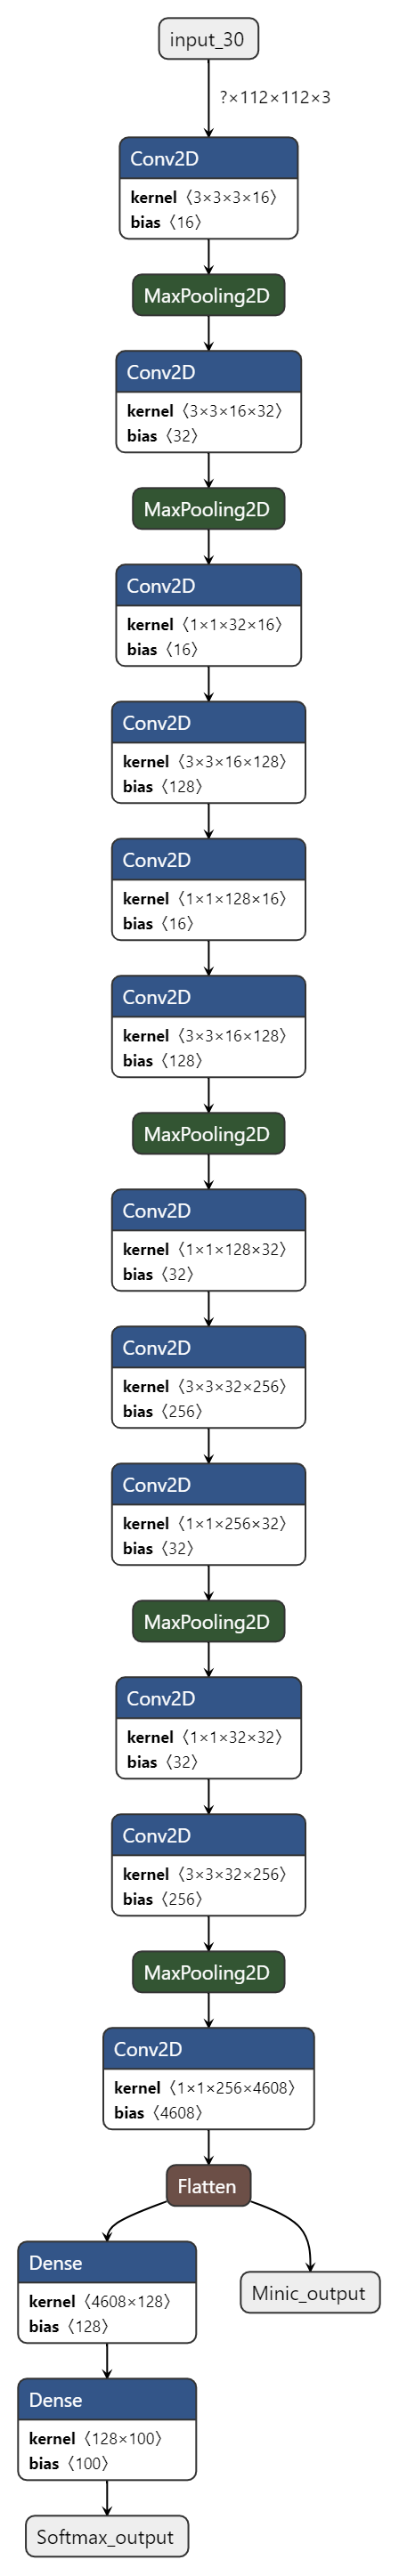 input_30
?×112×112×3
Conv2D
kernel〈3×3×3×16〉
bias〈16〉
MaxPooling2D
Conv2D
kernel〈3×3×16×32〉
bias〈32〉
MaxPooling2D
Conv2D
kernel〈1×1×32×16〉
bias〈16〉
Conv2D
kernel〈3×3×16×128〉
bias〈128〉
Conv2D
kernel〈1×1×128×16〉
bias〈16〉
Conv2D
kernel〈3×3×16×128〉
bias〈128〉
MaxPooling2D
Conv2D
kernel〈1×1×128×32〉
bias〈32〉
Conv2D
kernel〈3×3×32×256〉
bias〈256〉
Conv2D
kernel〈1×1×256×32〉
bias〈32〉
MaxPooling2D
Conv2D
kernel〈1×1×32×32〉
bias〈32〉
Conv2D
kernel〈3×3×32×256〉
bias〈256〉
MaxPooling2D
Conv2D
kernel〈1×1×256×4608〉
bias〈4608〉
Flatten
Dense
kernel〈4608×128〉
bias〈128〉
Minic_output
Dense
kernel〈128×100〉
bias〈100〉
Softmax_output